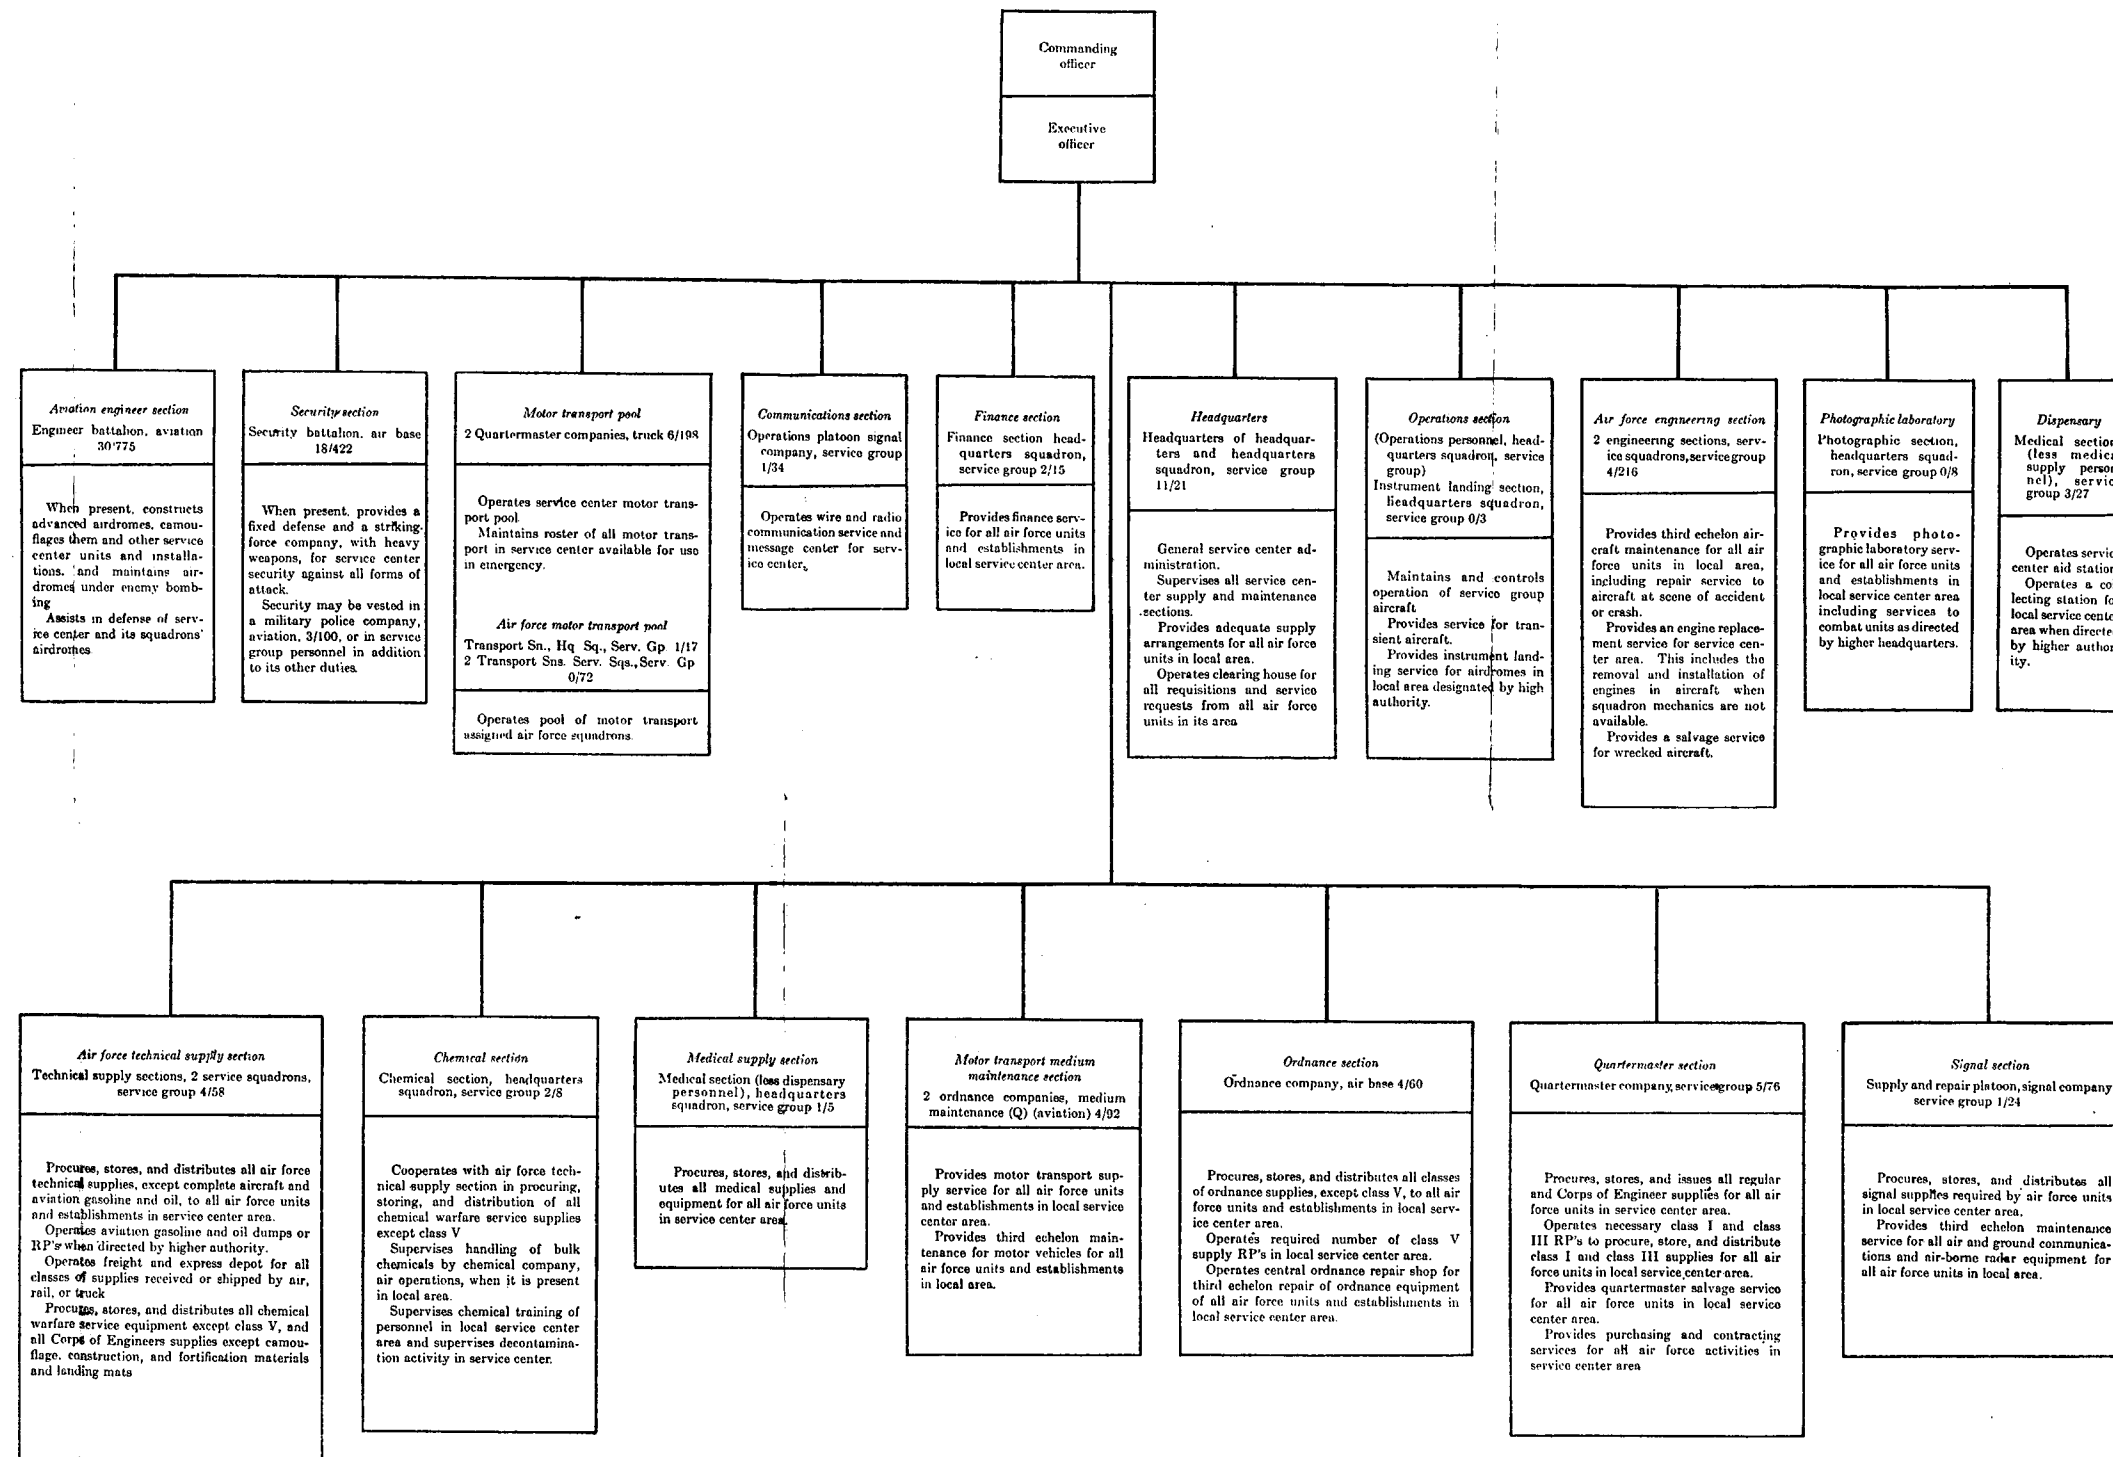 Commanding
officer
Executive
officer
Aviation engineer section
Engineer battalion, aviation
30/775
When present, constructs
advanced airdromes, camou-
flages them and other service
center units and installa-
tions, and maintains air-
dromes under enemy bomb-
ing
Assists in defense of serv-
ice center and its squadrons'
airdromes
Security section
Security battalion, air base
18/422
When present, provides a
fixed defense and a striking-
force company, with heavy
weapons, for service center
security against all forms of
attack.
Security may be vested in
a military police company,
aviation, 3/100, or in service
group personnel in addition
to its other duties.
Motor transport pool
2 Quartermaster companies, truck 6/198
Operates service center motor trans-
port pool
Maintains roster of all motor trans-
port in service center available for use
in emergency.
Air force motor transport pool
Transport Sn., Hq Sq., Serv. Gp 1/17
2 Transport Sns. Serv. Sqs., Serv. Gp
0/72
Operates pool of motor transport
assigned air force squadrons.
Communications section
Operations platoon signal
company, service group
1/34
Operates wire and radio
communication service and
message center for serv-
ice center.
Finance section
Finance section head-
quarters squadron,
service group 2/15
Provides finance serv-
ice for all air force units
and establishments in
local service center area.
Headquarters
Headquarters of headquar-
ters and headquarters
squadron, service group
11/21
General service center ad-
ministration.
Supervises all service cen-
ter supply and maintenance
sections.
Provides adequate supply
arrangements for all air force
units in local area.
Operates clearing house for
all requisitions and service
requests from all air force
units in its area
Operations section
(Operations personnel, head-
quarters squadron, service
group)
Instrument landing section,
headquarters squadron,
service group 0/3
Maintains and controls
operation of service group
aircraft
Provides service for tran-
sient aircraft.
Provides instrument land-
ing service for airdromes in
local area designated by high
authority.
Air force engineering section
2 engineering sections, serv-
ice squadrons, service group
4/216
Provides third echelon air-
craft maintenance for all air
force units in local area,
including repair service to
aircraft at scene of accident
or crash.
Provides an engine replace-
ment service for service cen-
ter area. This includes the
removal and installation of
engines in aircraft when
squadron mechanics are not
available.
Provides a salvage service
for wrecked aircraft.
Photographic laboratory
Photographic section,
headquarters squad-
ron, service group 0/8
Provides photo-
graphic laboratory serv-
ice for all air force units
and establishments in
local service center area
including services to
combat units as directed
by higher headquarters.
Dispensary
Medical section
(less medica
supply person
nel), servic
group 3/27
Operates servic
center aid station
Operates a co
lecting station fo
local service cente
area when directe
by higher author
ity.
Air force technical supply section
Technical supply sections, 2 service squadrons,
service group 4/58
Procures, stores, and distributes all air force
technical supplies, except complete aircraft and
aviation gasoline and oil, to all air force units
and establishments in service center area.
Operates aviation gasoline and oil dumps or
RP's when directed by higher authority.
Operates freight and express depot for all
classes of supplies received or shipped by air,
rail, or truck
Procures, stores, and distributes all chemical
warfare service equipment except class V, and
all Corps of Engineers supplies except camou-
flage, construction, and fortification materials
and landing mats
Chemical section
Chemical section, headquarters
squadron, service group 2/8
Cooperates with air force tech-
nical supply section in procuring,
storing, and distribution of all
chemical warfare service supplies
except class V
Supervises handling of bulk
chemicals by chemical company,
air operations, when it is present
in local area.
Supervises chemical training of
personnel in local service center
area and supervises decontamina-
tion activity in service center.
Medical supply section
Medical section (less dispensary
personnel), headquarters
squadron, service group 1/5
Procures, stores, and distrib-
utes all medical supplies and
equipment for all air force units
in service center area.
Motor transport medium
maintenance section
2 ordnance companies, medium
maintenance (Q) (aviation) 4/92
Provides motor transport sup-
ply service for all air force units
and establishments in local service
center area.
Provides third echelon main-
tenance for motor vehicles for all
air force units and establishments
in local area.
Ordnance section
Ordnance company, air base 4/60
Procures, stores, and distributes all classes
of ordnance supplies, except class V, to all air
force units and establishments in local serv-
ice center area.
Operates required number of class V
supply RP's in local service center area.
Operates central ordnance repair shop for
third echelon repair of ordnance equipment
of all air force units and establishments in
local service center area.
Quartermaster section
Quartermaster company, service group 5/76
Procures, stores, and issues all regular
and Corps of Engineer supplies for all air
force units in service center area.
Operates necessary class I and class
III RP's to procure, store, and distribute
class I and class III supplies for all air
force units in local service center area.
Provides quartermaster salvage service
for all air force units in local service
center area.
Provides purchasing and contracting
services for all air force activities in
service center area
Signal section
Supply and repair platoon, signal company
service group 1/24
Procures, stores, and distributes all
signal supplies required by air force units
in local service center area.
Provides third echelon maintenance
service for all air and ground communica-
tions and air-borne radar equipment for
all air force units in local area.